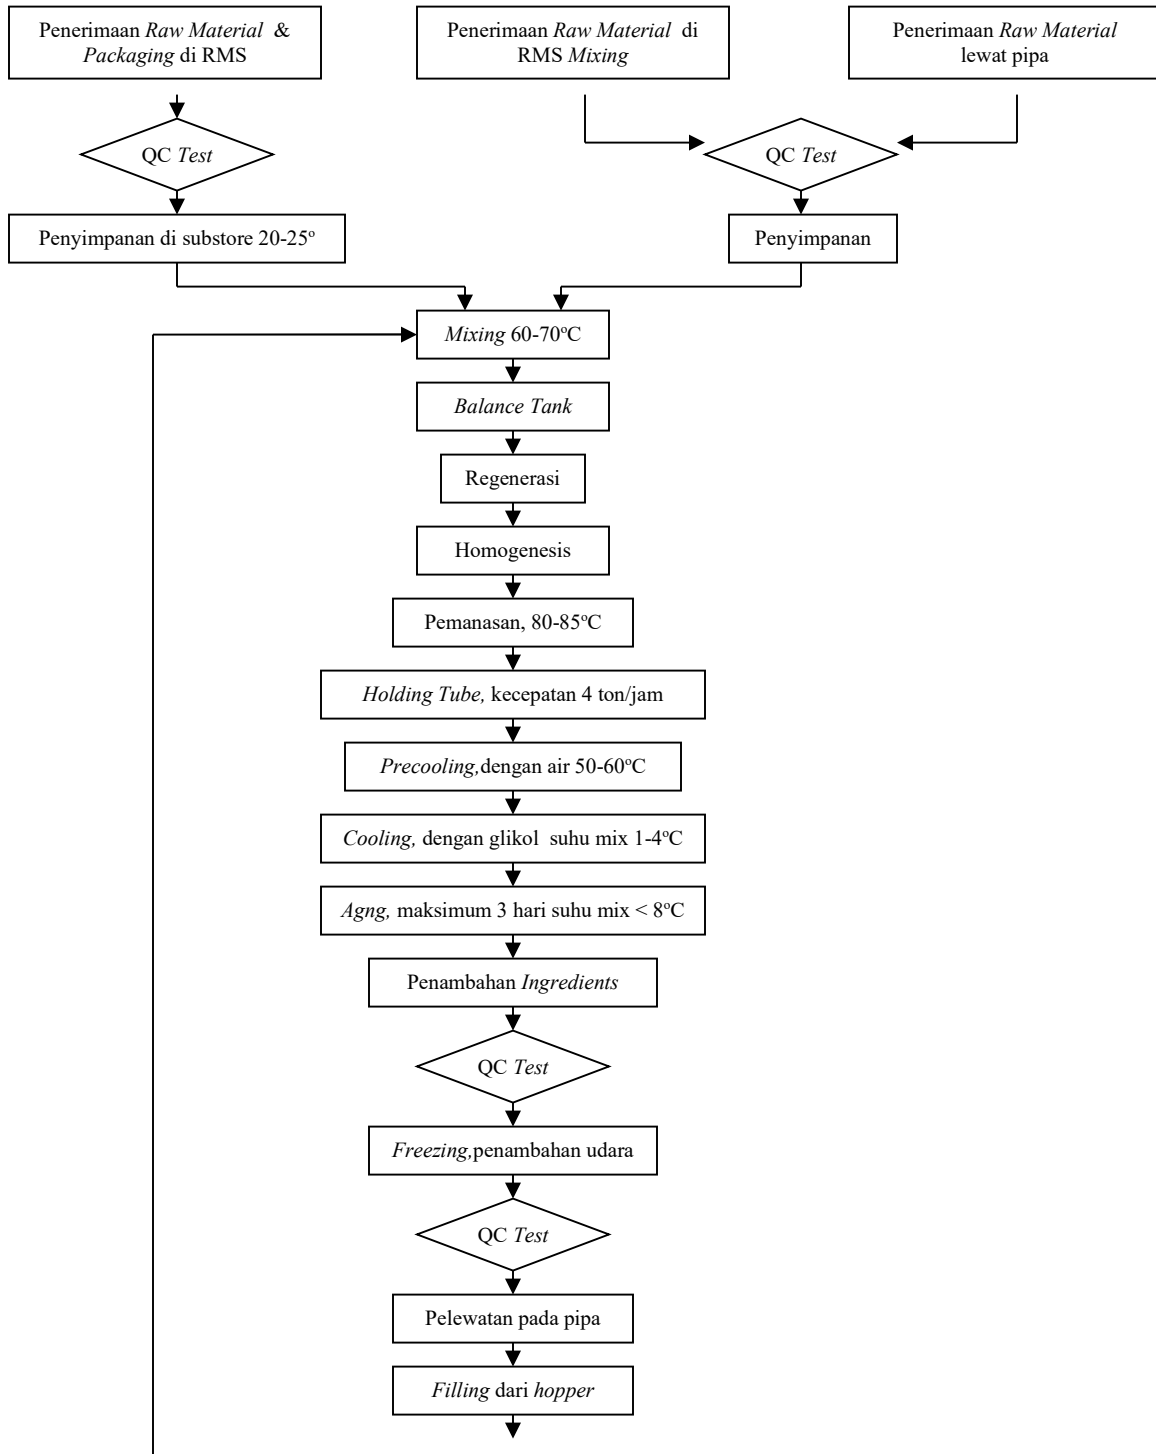 Penerimaan Raw Material &
Packaging di RMS
Penerimaan Raw Material di
RMS Mixing
Penerimaan Raw Material
lewat pipa
QC Test
QC Test
Penyimpanan di substore 20-25º
Penyimpanan
Mixing 60-70ºC
Balance Tank
Regenerasi
Homogenesis
Pemanasan, 80-85ºC
Holding Tube, kecepatan 4 ton/jam
Precooling,dengan air 50-60ºC
Cooling, dengan glikol suhu mix 1-4ºC
Agng, maksimum 3 hari suhu mix < 8ºC
Penambahan Ingredients
QC Test
Freezing,penambahan udara
QC Test
Pelewatan pada pipa
Filling dari hopper